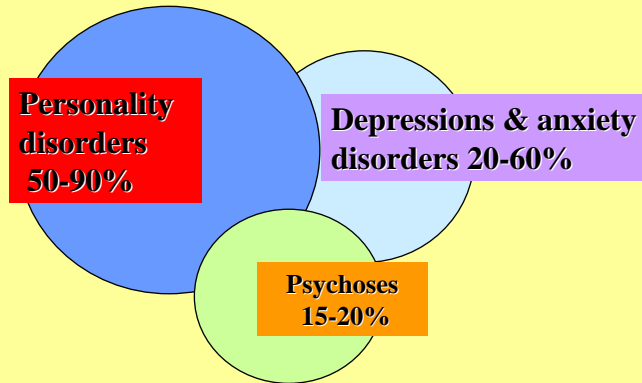 Personality
disorders
50-90%
Depressions & anxiety
disorders 20-60%
Psychoses
15-20%